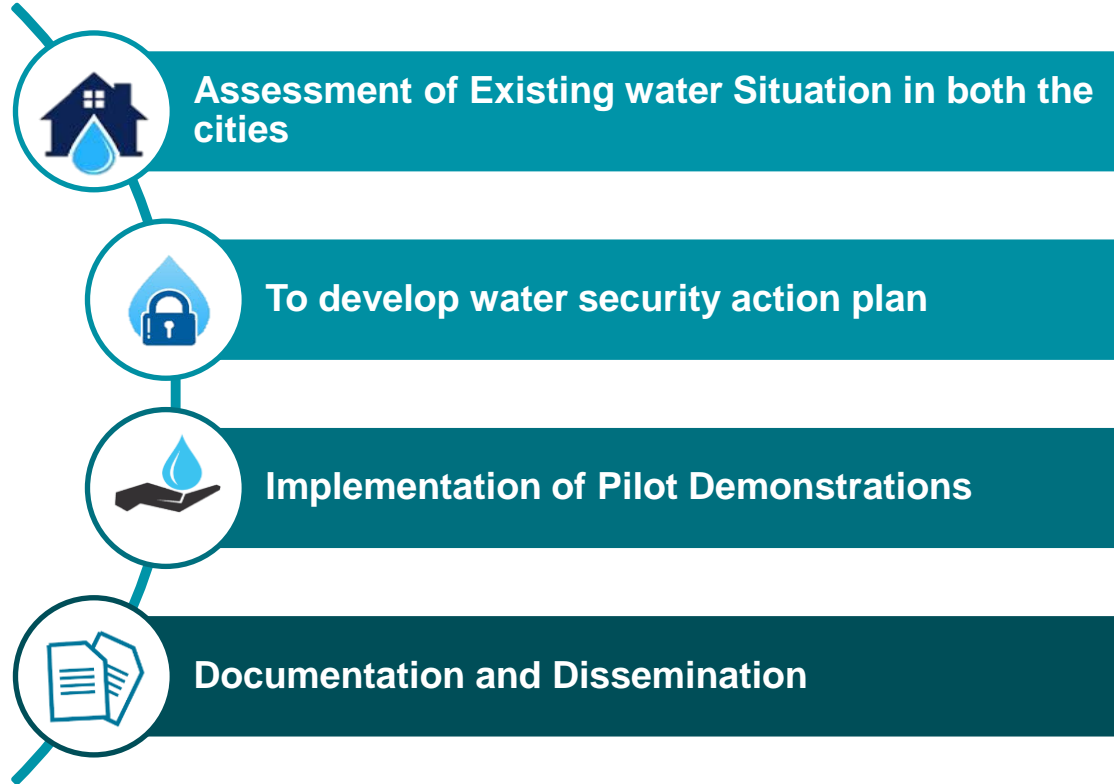 Assessment of Existing water Situation in both the
cities
To develop water security action plan
Implementation of Pilot Demonstrations
Documentation and Dissemination